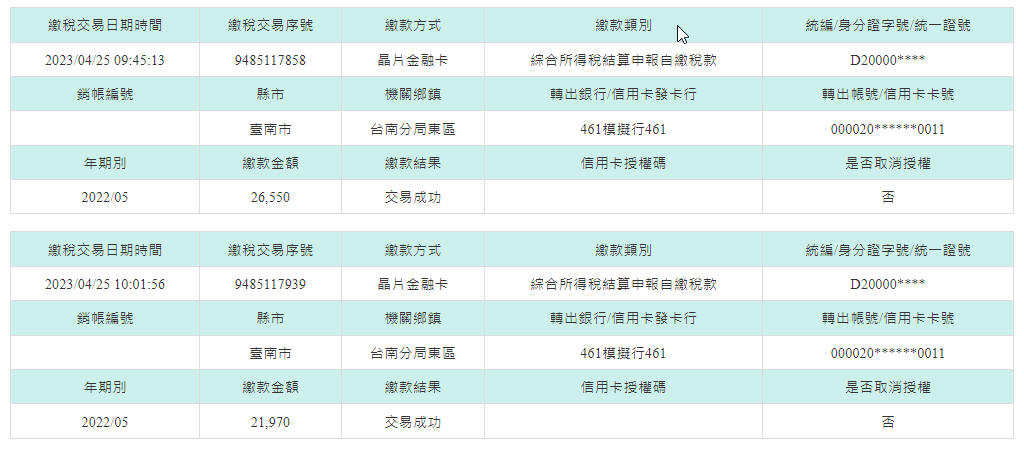 繳稅交易日期時間 繳稅交易序號 繳款方式 繳款類別 統編/身分證字號/統一證號
2023/04/25 09:45:13 9485117858 晶片金融卡 綜合所得稅結算申報自繳稅款 D20000****
銷帳編號 縣市 機關鄉鎮 轉出銀行/信用卡發卡行 轉出帳號/信用卡卡號
臺南市 台南分局東區 461模擬行461 000020******0011
年期別 繳款金額 繳款結果 信用卡授權碼 是否取消授權
2022/05 26,550 交易成功 否
繳稅交易日期時間 繳稅交易序號 繳款方式 繳款類別 統編/身分證字號/統一證號
2023/04/25 10:01:56 9485117939 晶片金融卡 綜合所得稅結算申報自繳稅款 D20000****
銷帳編號 縣市 機關鄉鎮 轉出銀行/信用卡發卡行 轉出帳號/信用卡卡號
臺南市 台南分局東區 461模擬行461 000020******0011
年期別 繳款金額 繳款結果 信用卡授權碼 是否取消授權
2022/05 21,970 交易成功 否